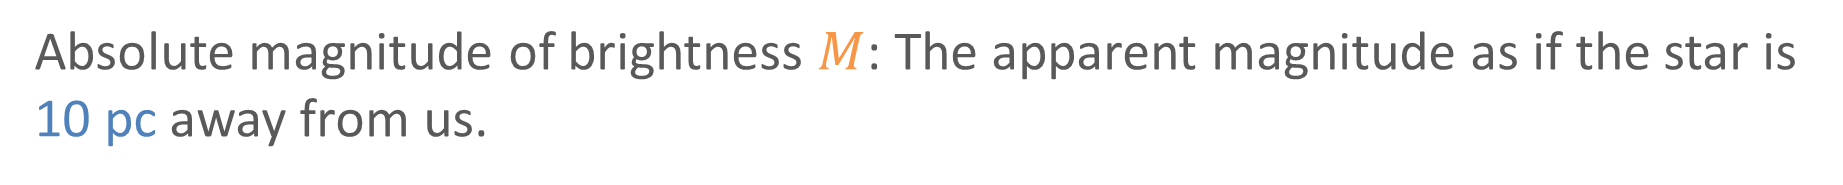 Absolute magnitude of brightness M: The apparent magnitude as if the star is
10 pc away from us.